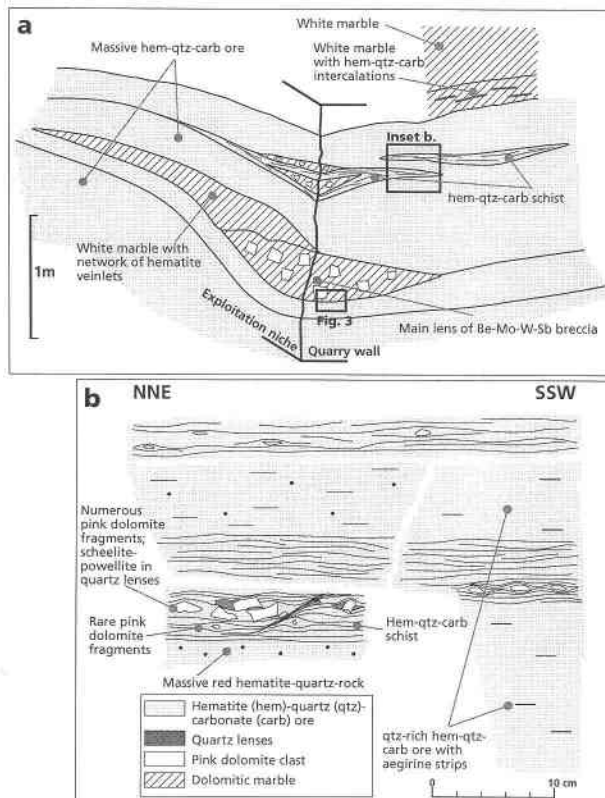 a
White marble
Massive hem-qtz-carb ore
White marble
with hem-qtz-carb
intercalations
Inset b.
hem-qtz-carb schist
White marble with
network of hematite
veinlets
1m
Exploitation niche
Fig. 3
Quarry wall
Main lens of Be-Mo-W-Sb breccia
b
NNE
SSW
Numerous
pink dolomite
fragments;
scheelite-
powellite in
quartz lenses
Rare pink
dolomite
fragments
Hem-qtz-carb
schist
Massive red hematite-quartz-rock
Hematite (hem)-quartz (qtz)-
carbonate (carb) ore
Quartz lenses
Pink dolomite clast
Dolomitic marble
qtz-rich hem-qtz-
carb ore with
aegirine strips
0
10 cm